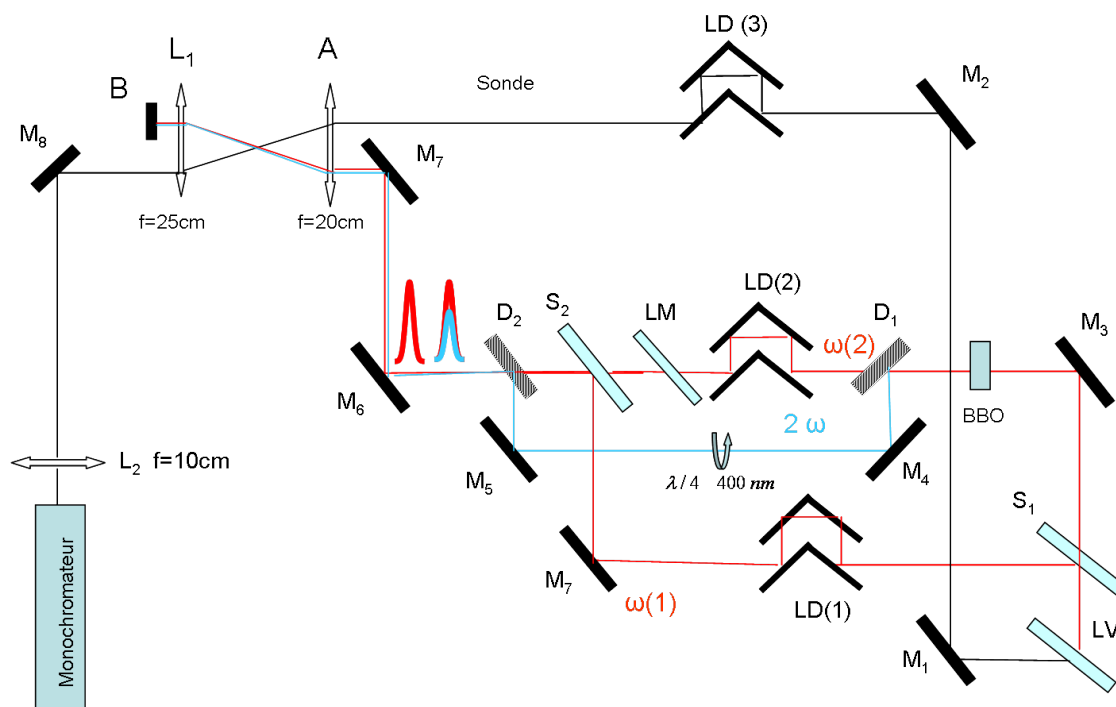 LD (3)
L₁
A
M₂
B
Sonde
M₈
M₇
f=25cm
f=20cm
LD(2)
S₂
D₂
LM
D₁
M₃
ω(2)
M₆
BBO
2 ω
L₂ f=10cm
M₅
λ/4 400 nm
M₄
S₁
M₇
ω(1)
LD(1)
LV
M₁
Monochromateur